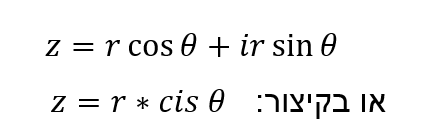 z = r cos θ + ir sin θ
או בקיצור: z = r * cis θ